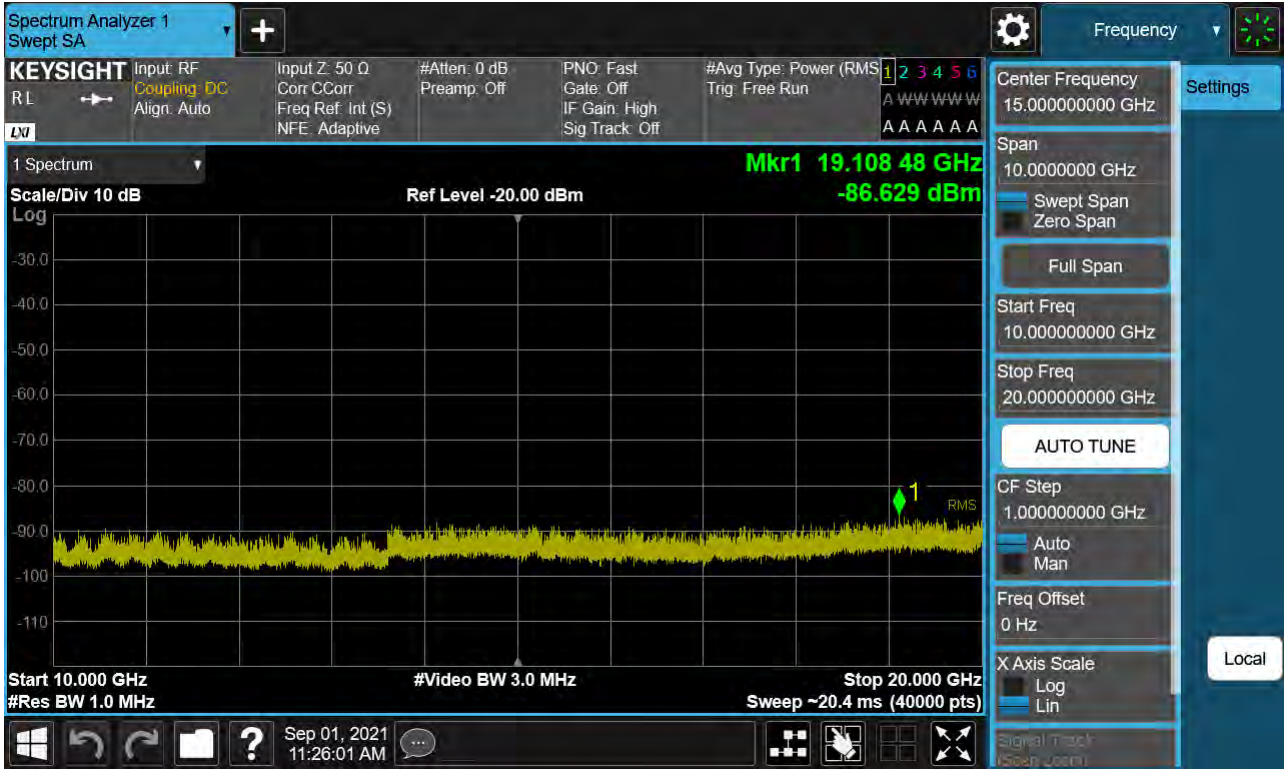 Spectrum Analyzer 1
Swept SA
+
Frequency
KEYSIGHT
R L
LXI
Input: RF
Coupling: DC
Align: Auto
Input Z: 50 Ω
Corr CCorr
Freq Ref: Int (S)
NFE: Adaptive
#Atten: 0 dB
Preamp: Off
PNO: Fast
Gate: Off
IF Gain: High
Sig Track: Off
#Avg Type: Power (RMS
Trig: Free Run
1 2 3 4 5 6
A W W W W W
A A A A A A
1 Spectrum
Mkr1 19.108 48 GHz
Scale/Div 10 dB
Ref Level -20.00 dBm
-86.629 dBm
Log
-30.0
-40.0
-50.0
-60.0
-70.0
-80.0
-90.0
-100
-110
1
RMS
Start 10.000 GHz
#Video BW 3.0 MHz
Stop 20.000 GHz
#Res BW 1.0 MHz
Sweep ~20.4 ms (40000 pts)
Center Frequency
15.000000000 GHz
Settings
Span
10.0000000 GHz
Swept Span
Zero Span
Full Span
Start Freq
10.000000000 GHz
Stop Freq
20.000000000 GHz
AUTO TUNE
CF Step
1.000000000 GHz
Auto
Man
Freq Offset
0 Hz
X Axis Scale
Log
Lin
Local
Signal Track
(Span Zoom)
?
Sep 01, 2021
11:26:01 AM